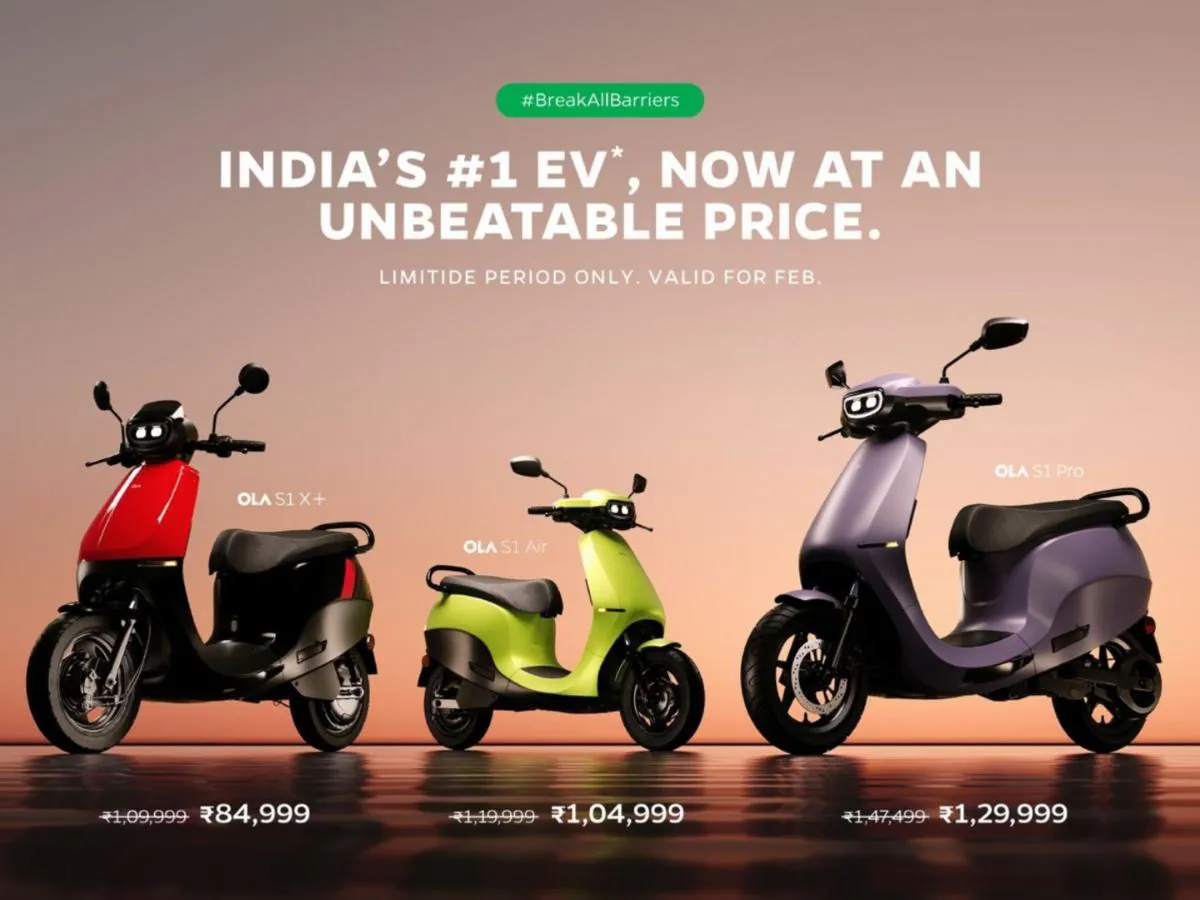 #BreakAllBarriers
INDIA'S #1 EV*, NOW AT AN
UNBEATABLE PRICE.
LIMITIDE PERIOD ONLY. VALID FOR FEB.
OLA S1 X+
OLA S1 Air
OLA S1 Pro
₹1,09,999 ₹84,999
₹1,19,999 ₹1,04,999
₹1,47,499 ₹1,29,999